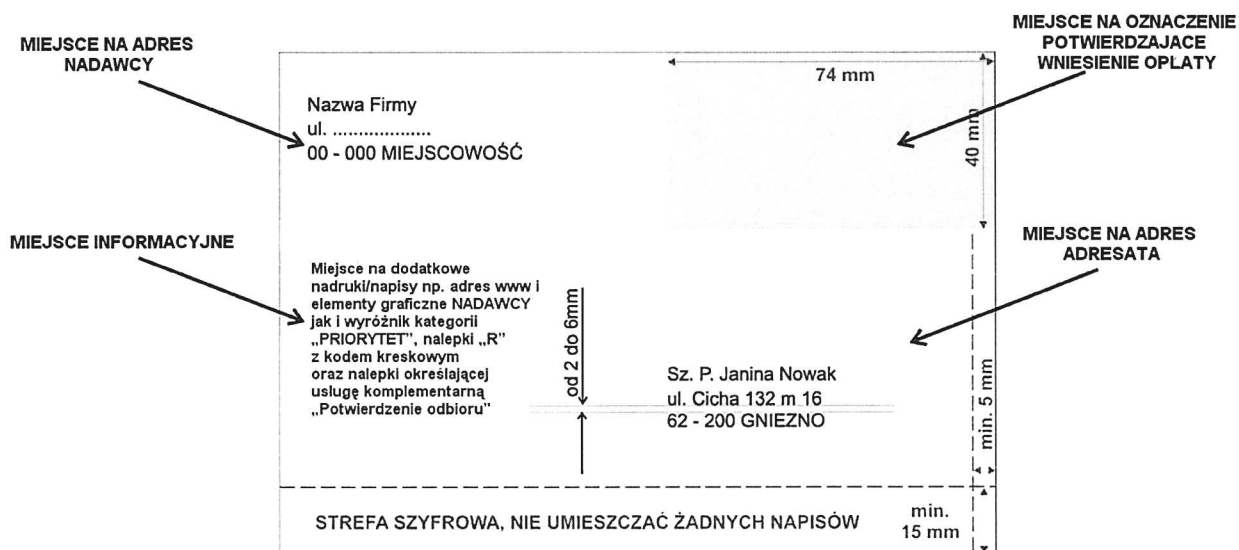 MIEJSCE NA ADRES
NADAWCY
MIEJSCE NA OZNACZENIE
POTWIERDZAJACE
WNIESIENIE OPLATY
74 mm
40 mm
Nazwa Firmy
ul. ...................
00 - 000 MIEJSCOWOŚĆ
MIEJSCE INFORMACYJNE
MIEJSCE NA ADRES
ADRESATA
Miejsce na dodatkowe
nadruki/napisy np. adres www i
elementy graficzne NADAWCY
jak i wyróżnik kategorii
„PRIORYTET”, nalepki „R”
z kodem kreskowym
oraz nalepki określającej
usługę komplementarną
„Potwierdzenie odbioru”
od 2 do 6mm
Sz. P. Janina Nowak
ul. Cicha 132 m 16
62 - 200 GNIEZNO
min. 5 mm
STREFA SZYFROWA, NIE UMIESZCZAĆ ŻADNYCH NAPISÓW
min.
15 mm